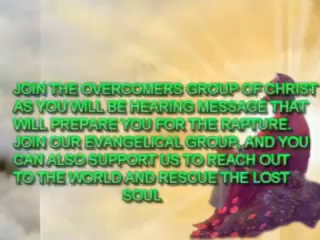 JOIN THE OVERCOMERS GROUP OF CHRIST
AS YOU WILL BE HEARING MESSAGE THAT
WILL PREPARE YOU FOR THE RAPTURE.
JOIN OUR EVANGELICAL GROUP, AND YOU
CAN ALSO SUPPORT US TO REACH OUT
TO THE WORLD AND RESCUE THE LOST
SOUL